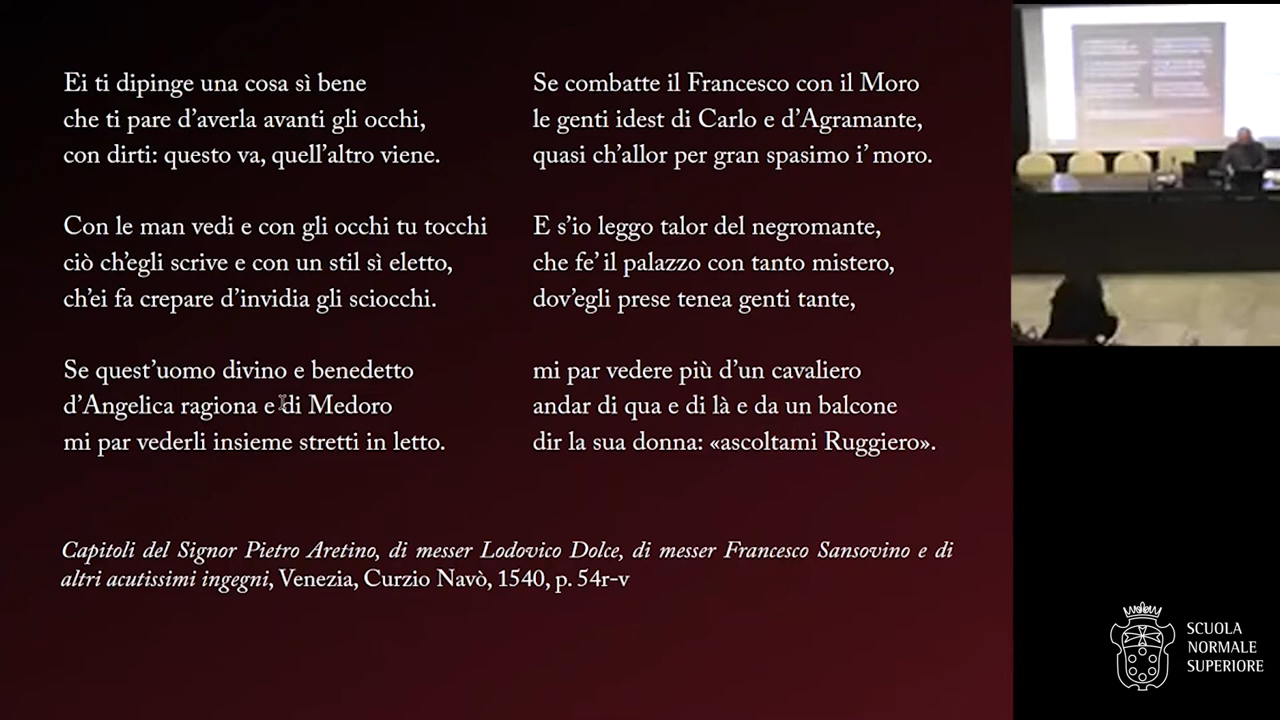 Ei ti dipinge una cosa sì bene
che ti pare d’averla avanti gli occhi,
con dirti: questo va, quell’altro viene.
Con le man vedi e con gli occhi tu tocchi
ciò ch’egli scrive e con un stil sì eletto,
ch’ei fa crepare d’invidia gli sciocchi.
Se quest’uomo divino e benedetto
d’Angelica ragiona e di Medoro
mi par vederli insieme stretti in letto.
Se combatte il Francesco con il Moro
le genti idest di Carlo e d’Agramante,
quasi ch’allor per gran spasimo i’ moro.
E s’io leggo talor del negromante,
che fe’ il palazzo con tanto mistero,
dov’egli prese tenea genti tante,
mi par vedere più d’un cavaliero
andar di qua e di là e da un balcone
dir la sua donna: «ascoltami Ruggiero».
Capitoli del Signor Pietro Aretino, di messer Lodovico Dolce, di messer Francesco Sansovino e di
altri acutissimi ingegni, Venezia, Curzio Navò, 1540, p. 54r-v
SCUOLA
NORMALE
SUPERIORE